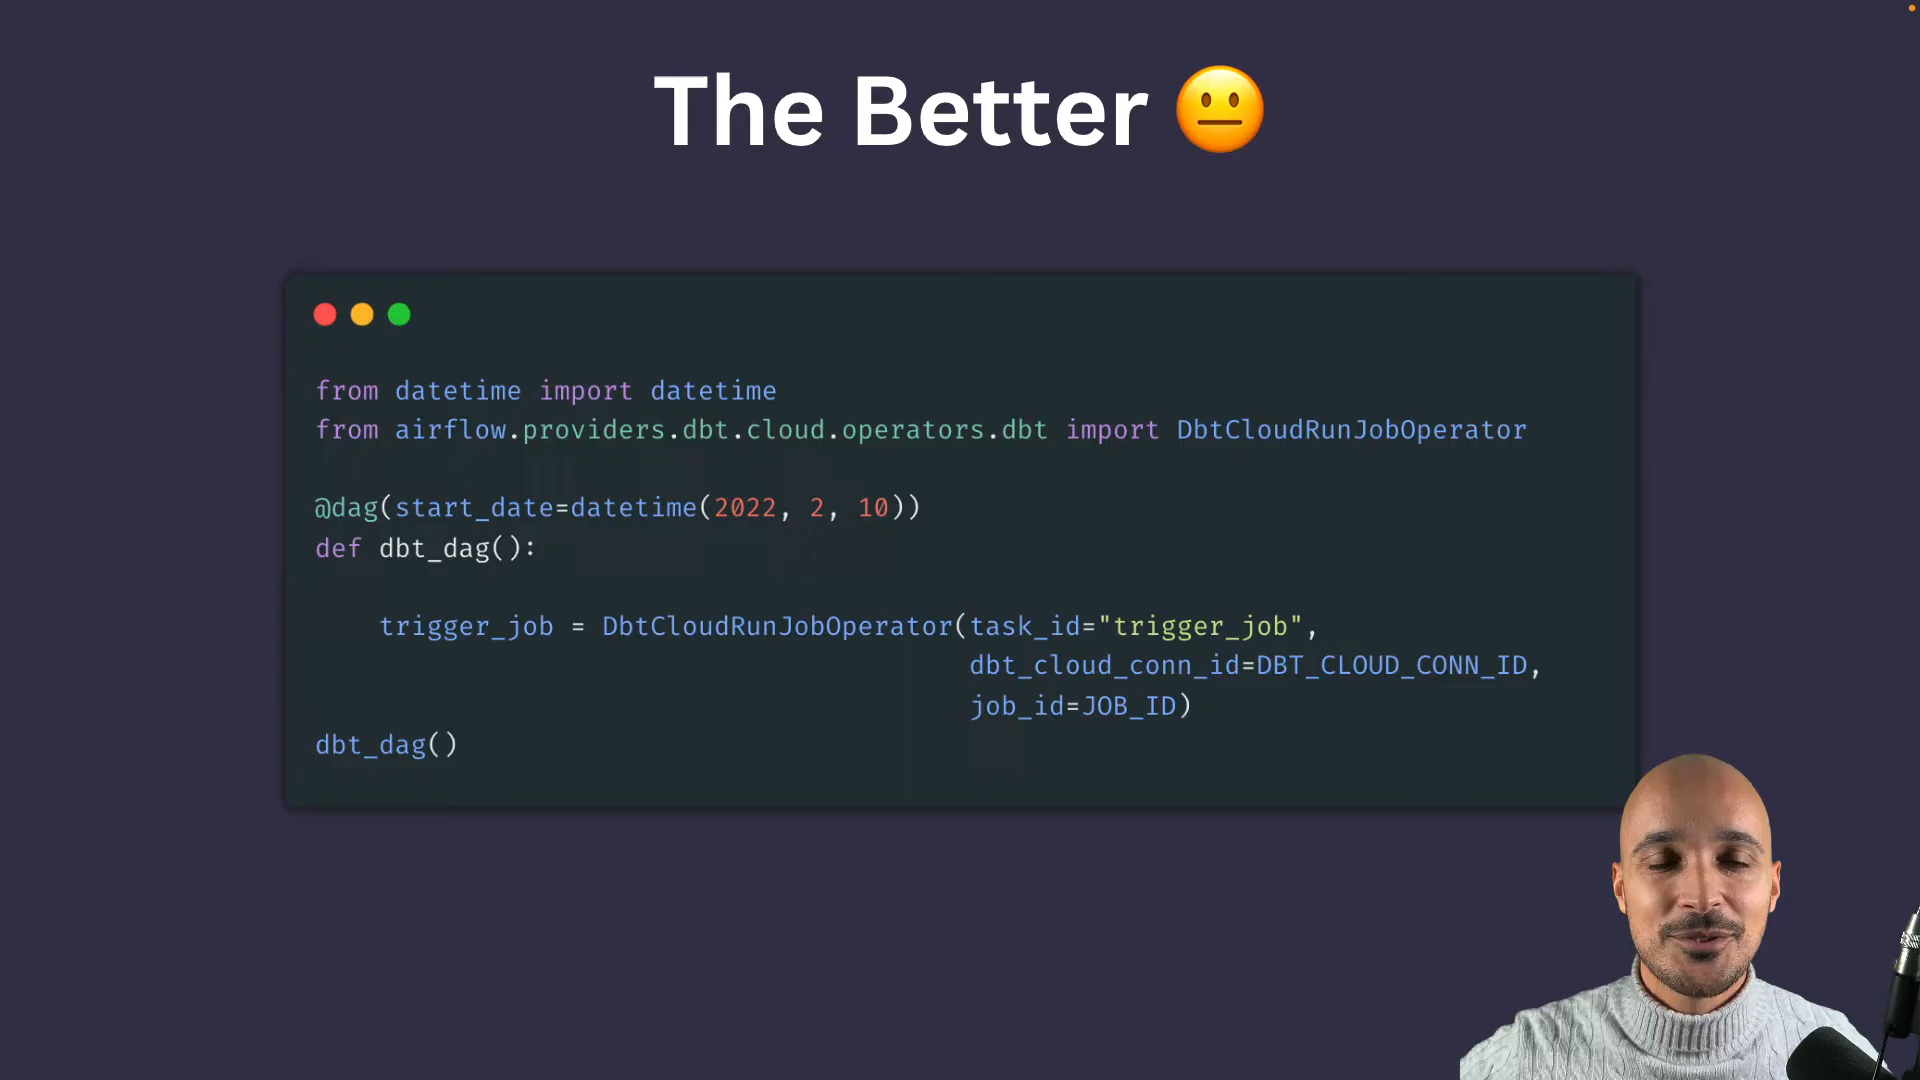 The Better 😐
from datetime import datetime
from airflow.providers.dbt.cloud.operators.dbt import DbtCloudRunJobOperator
@dag(start_date=datetime(2022, 2, 10))
def dbt_dag():
trigger_job = DbtCloudRunJobOperator(task_id="trigger_job",
dbt_cloud_conn_id=DBT_CLOUD_CONN_ID,
job_id=JOB_ID)
dbt_dag()